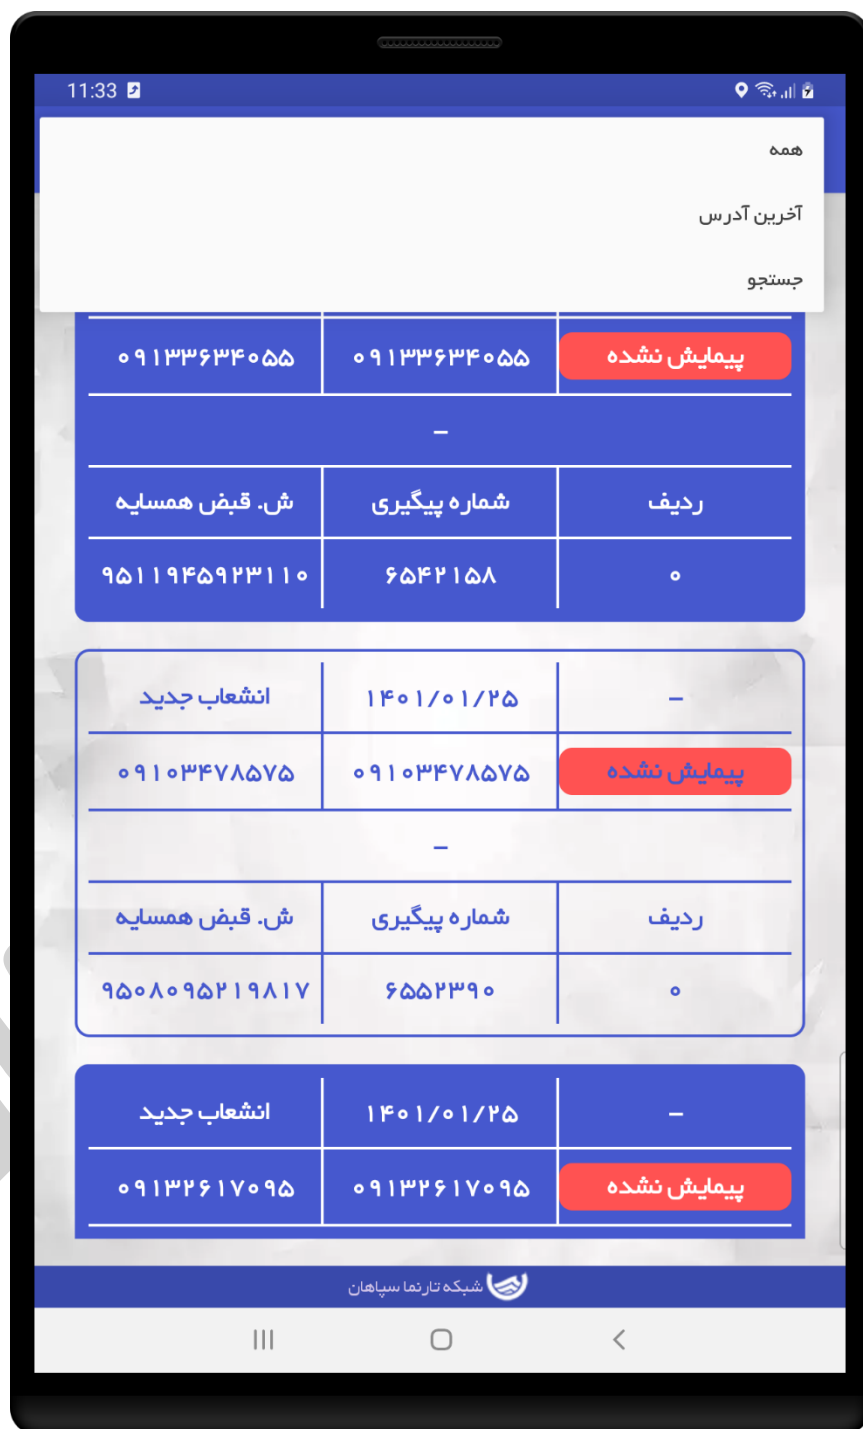 11:33
همه
آخرین آدرس
جستجو
پیمایش نشده ۰۹۱۳۳۶۳۴۰۵۵ ۰۹۱۳۳۶۳۴۰۵۵
-
ردیف شماره پیگیری ش. قبض همسایه
۰ ۶۵۴۲۱۵۸ ۹۵۱۱۹۴۵۹۲۳۱۱۰
- ۱۴۰۱/۰۱/۲۵ انشعاب جدید
پیمایش نشده ۰۹۱۰۳۴۷۸۵۷۵ ۰۹۱۰۳۴۷۸۵۷۵
-
ردیف شماره پیگیری ش. قبض همسایه
۰ ۶۵۵۲۳۹۰ ۹۵۰۸۰۹۵۲۱۹۸۱۷
- ۱۴۰۱/۰۱/۲۵ انشعاب جدید
پیمایش نشده ۰۹۱۳۲۶۱۷۰۹۵ ۰۹۱۳۲۶۱۷۰۹۵
شبکه تارنما سپاهان